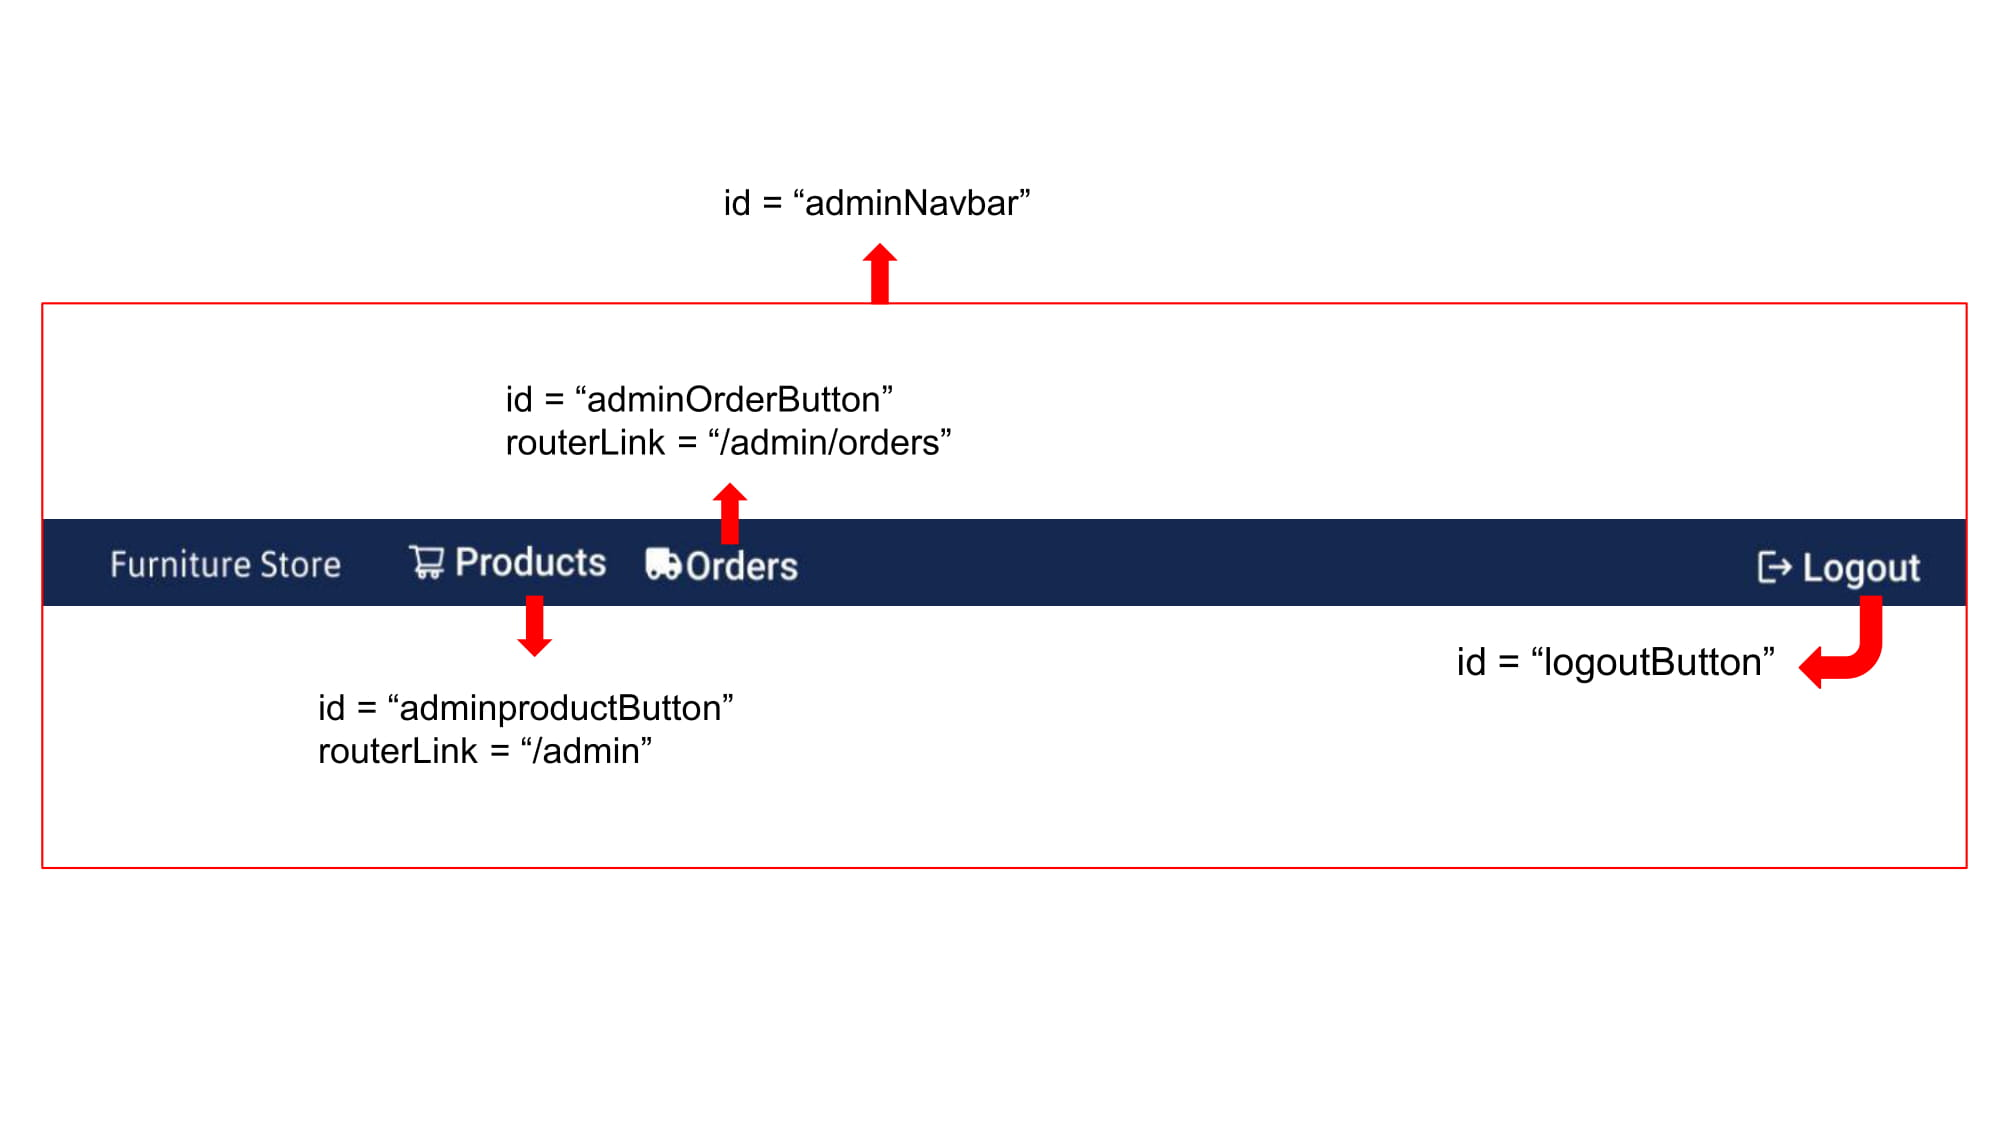 id = “adminNavbar”
id = “adminOrderButton”
routerLink = “/admin/orders”
Furniture Store Products Orders Logout
id = “logoutButton”
id = “adminproductButton”
routerLink = “/admin”